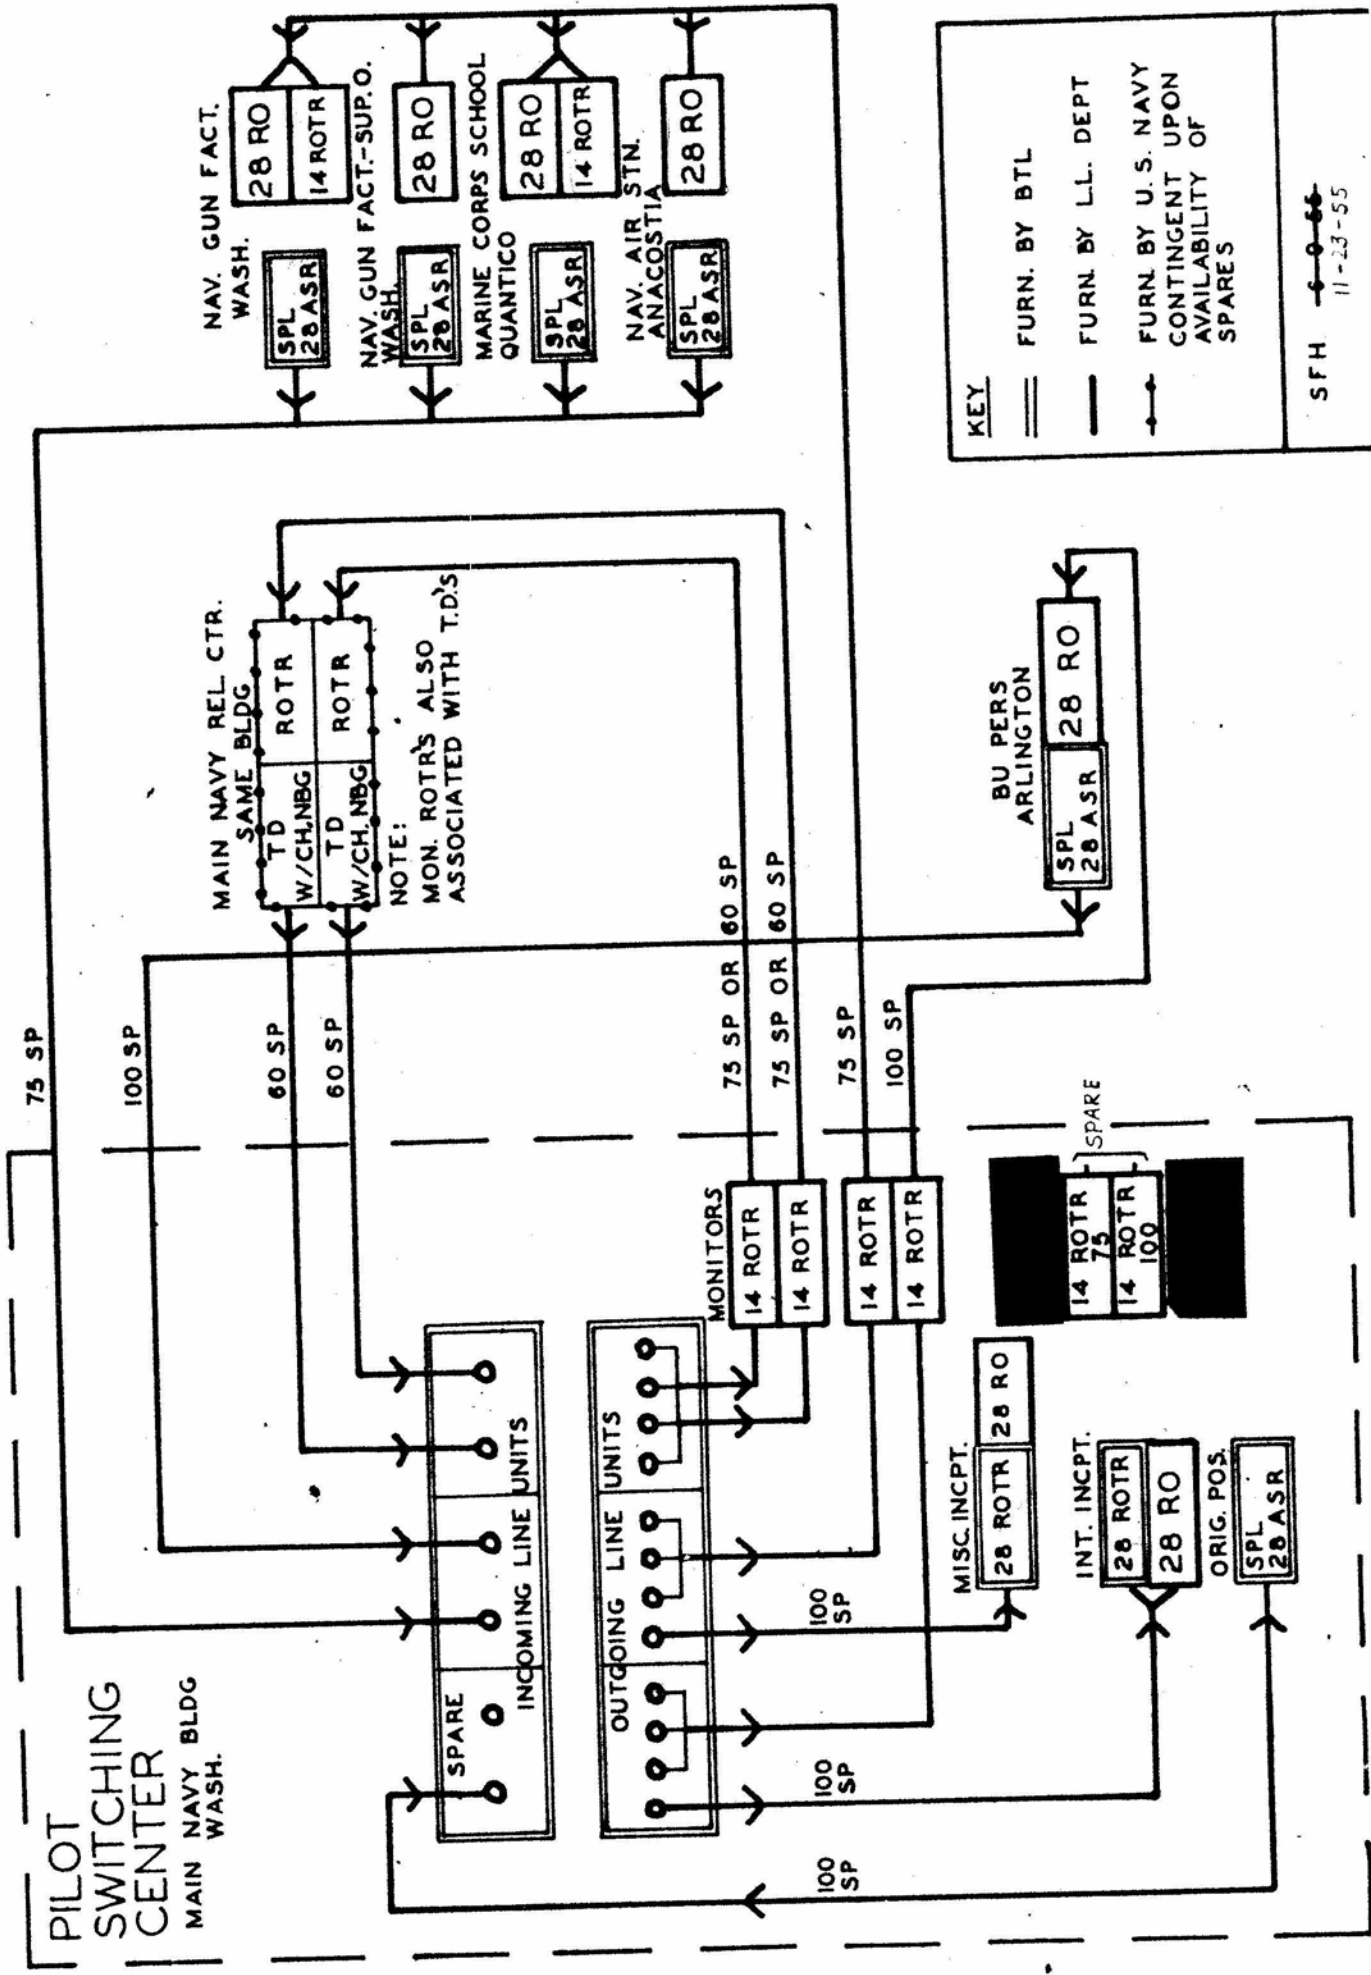 PILOT
SWITCHING
CENTER
MAIN NAVY BLDG
WASH.
75 SP
100 SP
60 SP
60 SP
MAIN NAVY REL. CTR.
SAME BLDG
TD
W/CH.NBG
ROTR
TD
W/CH.NBG
ROTR
NOTE:
MON. ROTR'S ALSO
ASSOCIATED WITH T.D.'S
NAV. GUN FACT.
WASH.
SPL
28 ASR
28 RO
14 ROTR
NAV. GUN FACT.-SUP. O.
WASH.
SPL
28 ASR
28 RO
MARINE CORPS SCHOOL
QUANTICO
SPL
28 ASR
28 RO
14 ROTR
NAV. AIR STN.
ANACOSTIA
SPL
28 ASR
28 RO
SPARE
INCOMING LINE UNITS
OUTGOING LINE UNITS
MONITORS
14 ROTR
14 ROTR
14 ROTR
14 ROTR
75 SP OR 60 SP
75 SP OR 60 SP
75 SP
100 SP
BU PERS
ARLINGTON
SPL
28 ASR
28 RO
100
SP
100
SP
100
SP
MISC. INCPT.
28 ROTR
28 RO
INT. INCPT.
28 ROTR
28 RO
ORIG. POS.
SPL
28 ASR
14 ROTR
75
14 ROTR
100
SPARE
KEY
FURN. BY BTL
FURN. BY L.L. DEPT
FURN. BY U.S. NAVY
CONTINGENT UPON
AVAILABILITY OF
SPARES
SFH
11-23-55